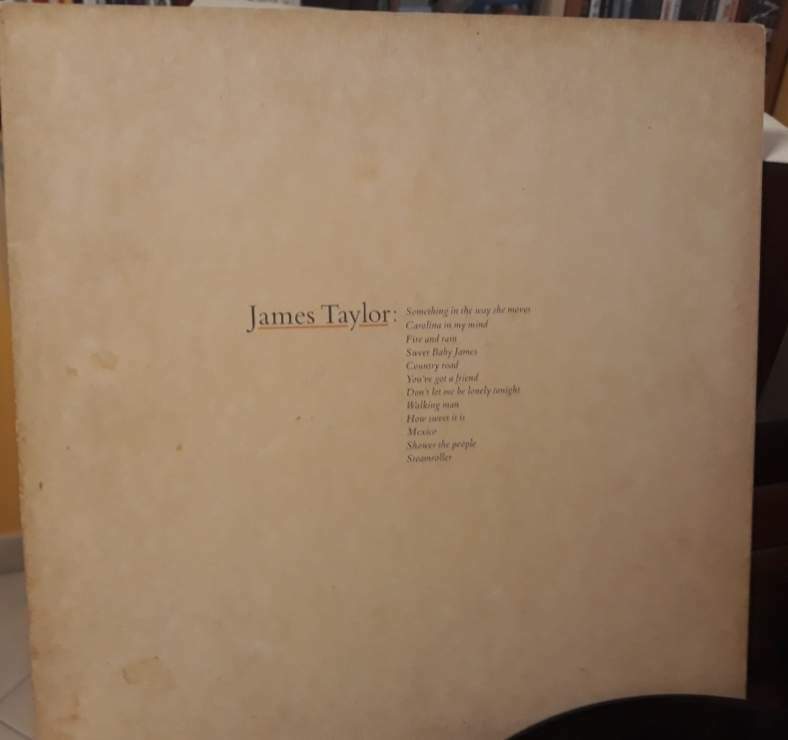 James Taylor:
Something in the way she moves
Carolina in my mind
Fire and rain
Sweet Baby James
Country road
You've got a friend
Don't let me be lonely tonight
Walking man
How sweet it is
Mexico
Shower the people
Steamroller